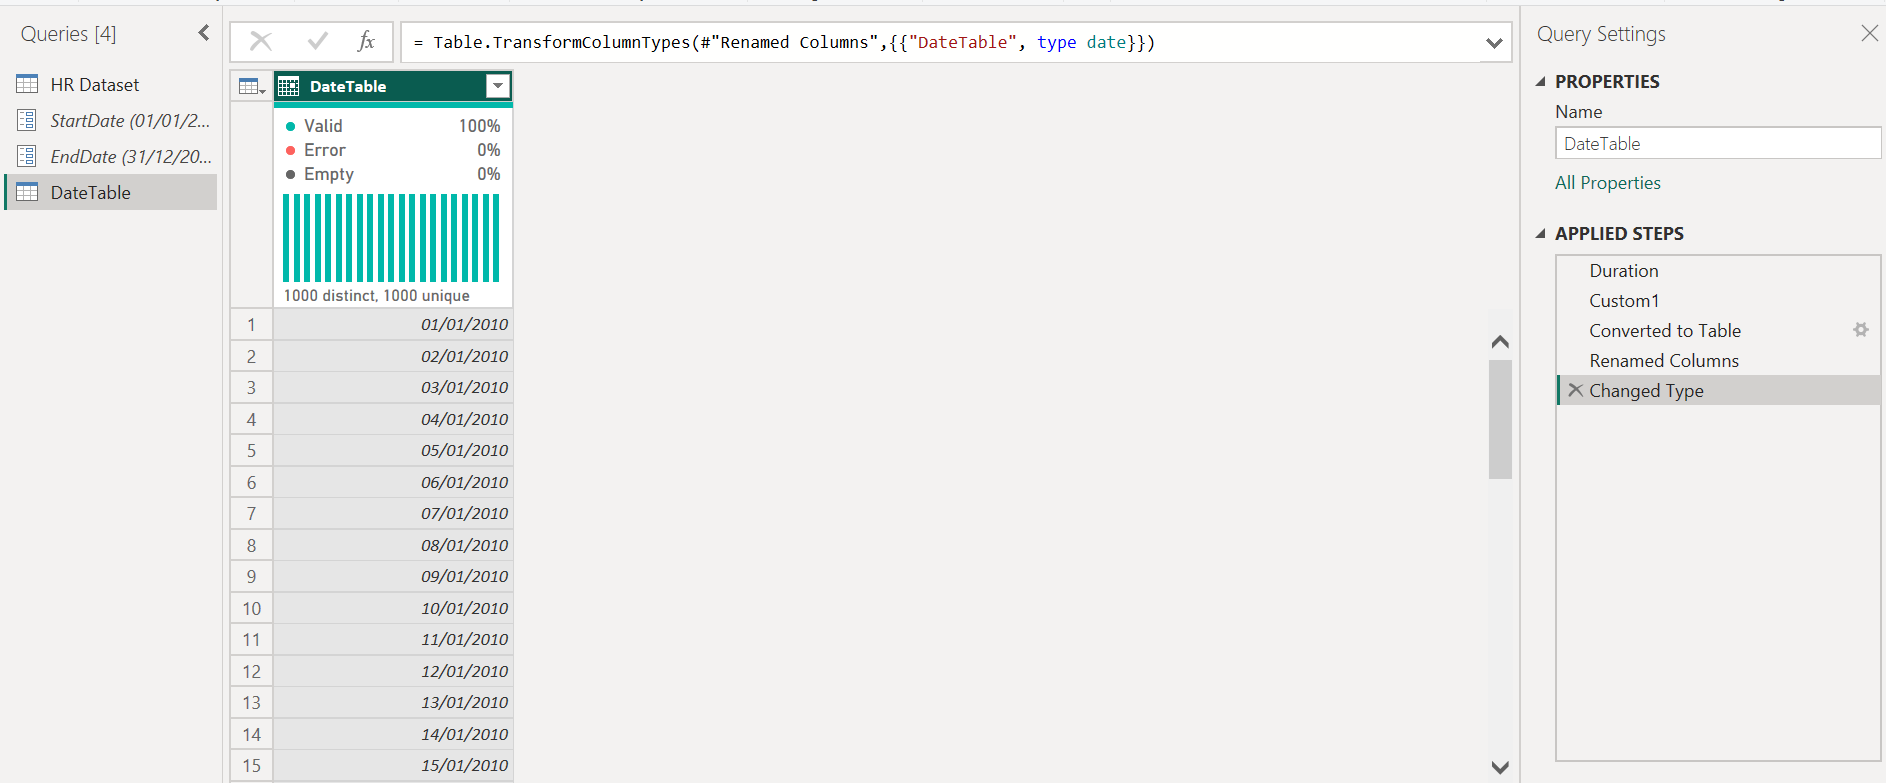 Queries [4]
HR Dataset
StartDate (01/01/2...
EndDate (31/12/20...
DateTable
fx
= Table.TransformColumnTypes(#"Renamed Columns",{{"DateTable", type date}})
DateTable
Valid 100%
Error 0%
Empty 0%
1000 distinct, 1000 unique
1 01/01/2010
2 02/01/2010
3 03/01/2010
4 04/01/2010
5 05/01/2010
6 06/01/2010
7 07/01/2010
8 08/01/2010
9 09/01/2010
10 10/01/2010
11 11/01/2010
12 12/01/2010
13 13/01/2010
14 14/01/2010
15 15/01/2010
Query Settings
PROPERTIES
Name
DateTable
All Properties
APPLIED STEPS
Duration
Custom1
Converted to Table
Renamed Columns
Changed Type